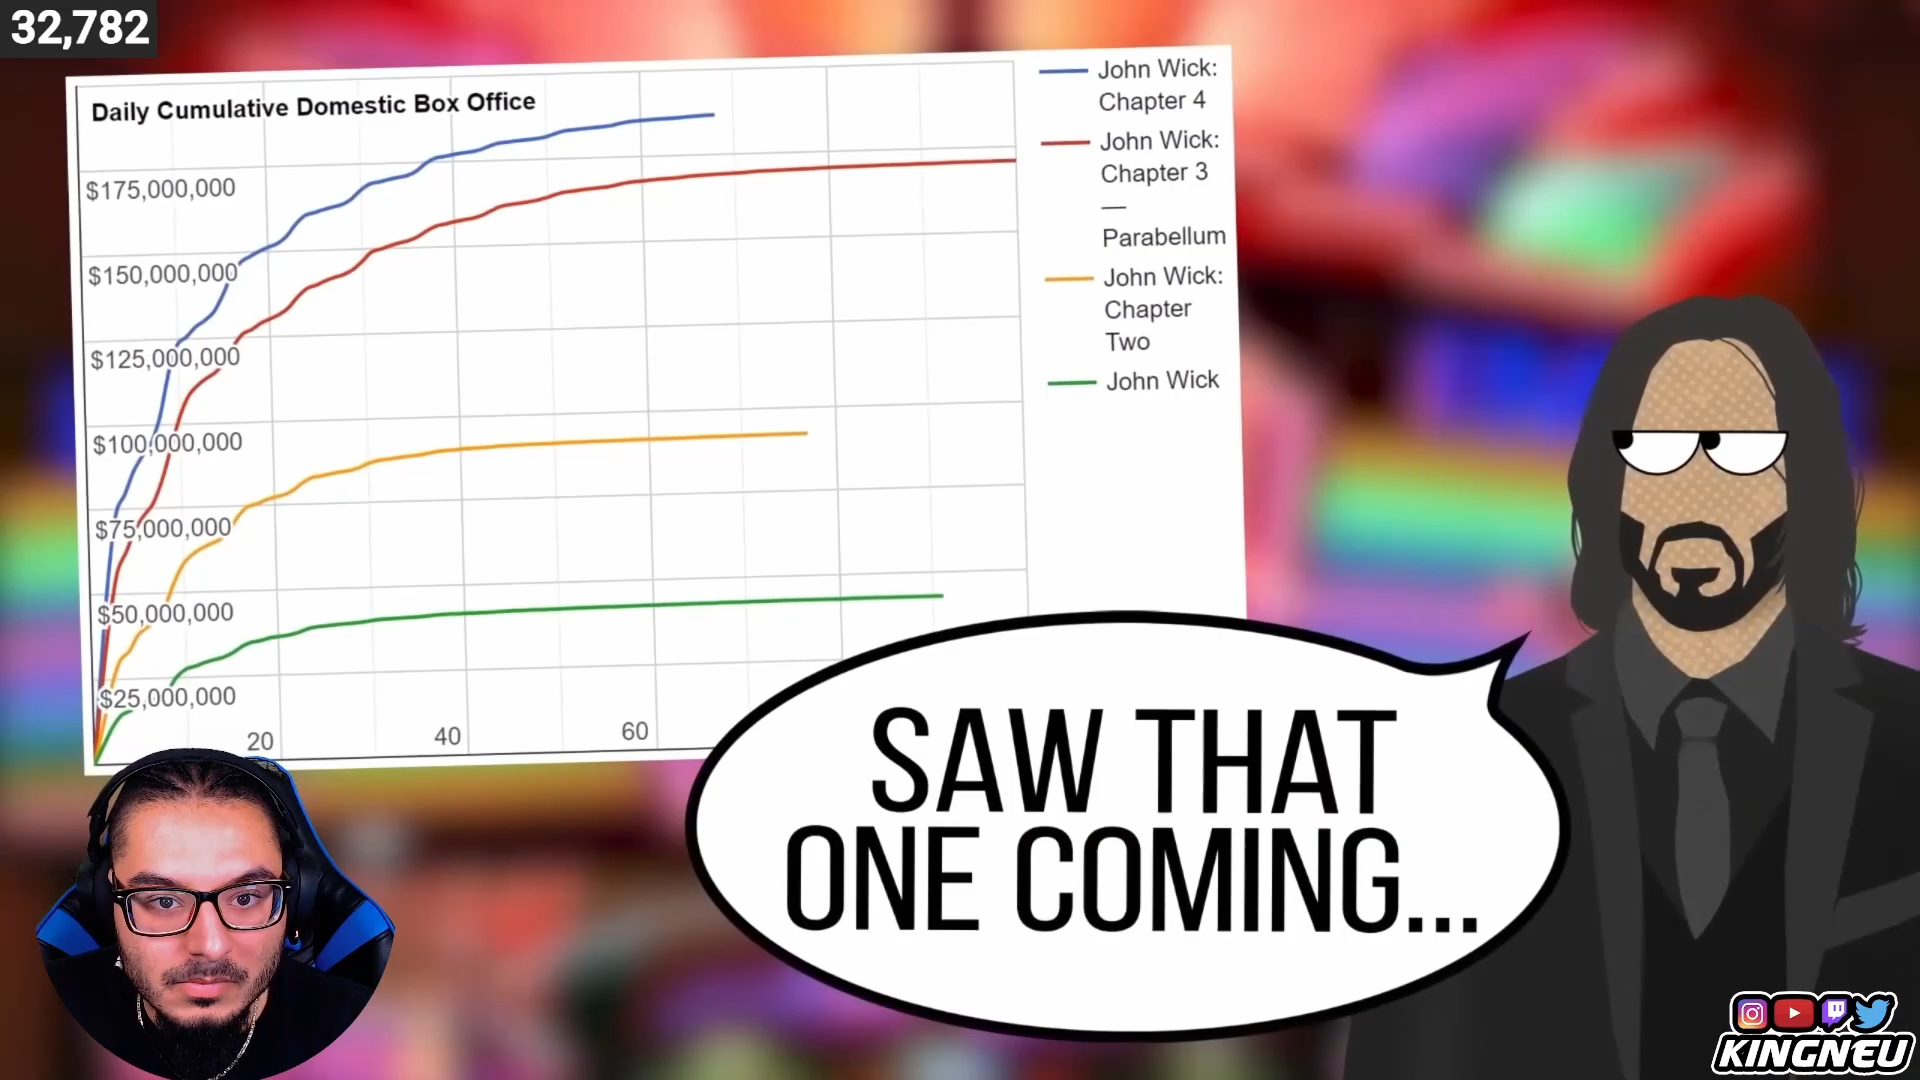 32,782
Daily Cumulative Domestic Box Office
$175,000,000
$150,000,000
$125,000,000
$100,000,000
$75,000,000
$50,000,000
$25,000,000
20
40
60
John Wick:
Chapter 4
John Wick:
Chapter 3
—
Parabellum
John Wick:
Chapter
Two
John Wick
SAW THAT
ONE COMING...
KINGNEU